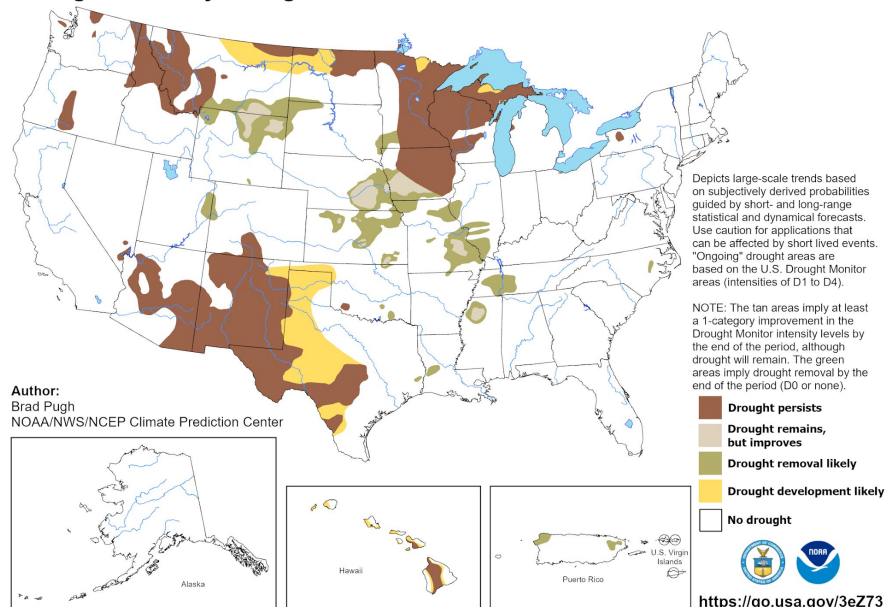 Depicts large-scale trends based
on subjectively derived probabilities
guided by short- and long-range
statistical and dynamical forecasts.
Use caution for applications that
can be affected by short lived events.
"Ongoing" drought areas are
based on the U.S. Drought Monitor
areas (intensities of D1 to D4).
NOTE: The tan areas imply at least
a 1-category improvement in the
Drought Monitor intensity levels by
the end of the period, although
drought will remain. The green
areas imply drought removal by the
end of the period (D0 or none).
Author:
Brad Pugh
NOAA/NWS/NCEP Climate Prediction Center
Drought persists
Drought remains,
but improves
Drought removal likely
Drought development likely
No drought
Alaska
Hawaii
Puerto Rico
U.S. Virgin
Islands
NOAA
https://go.usa.gov/3eZ73